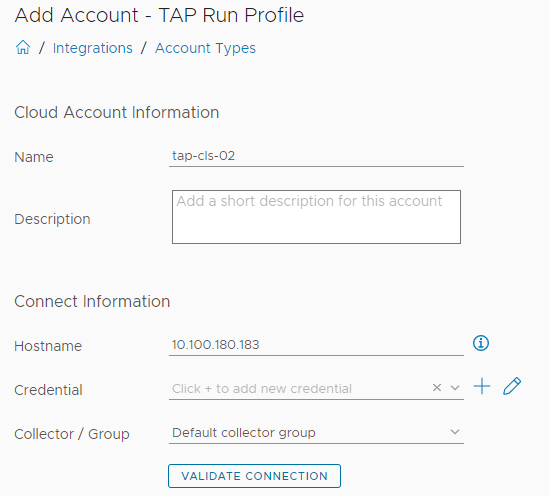 Add Account - TAP Run Profile
/ Integrations / Account Types
Cloud Account Information
Name tap-cls-02
Description Add a short description for this account
Connect Information
Hostname 10.100.180.183
Credential Click + to add new credential
Collector / Group Default collector group
VALIDATE CONNECTION